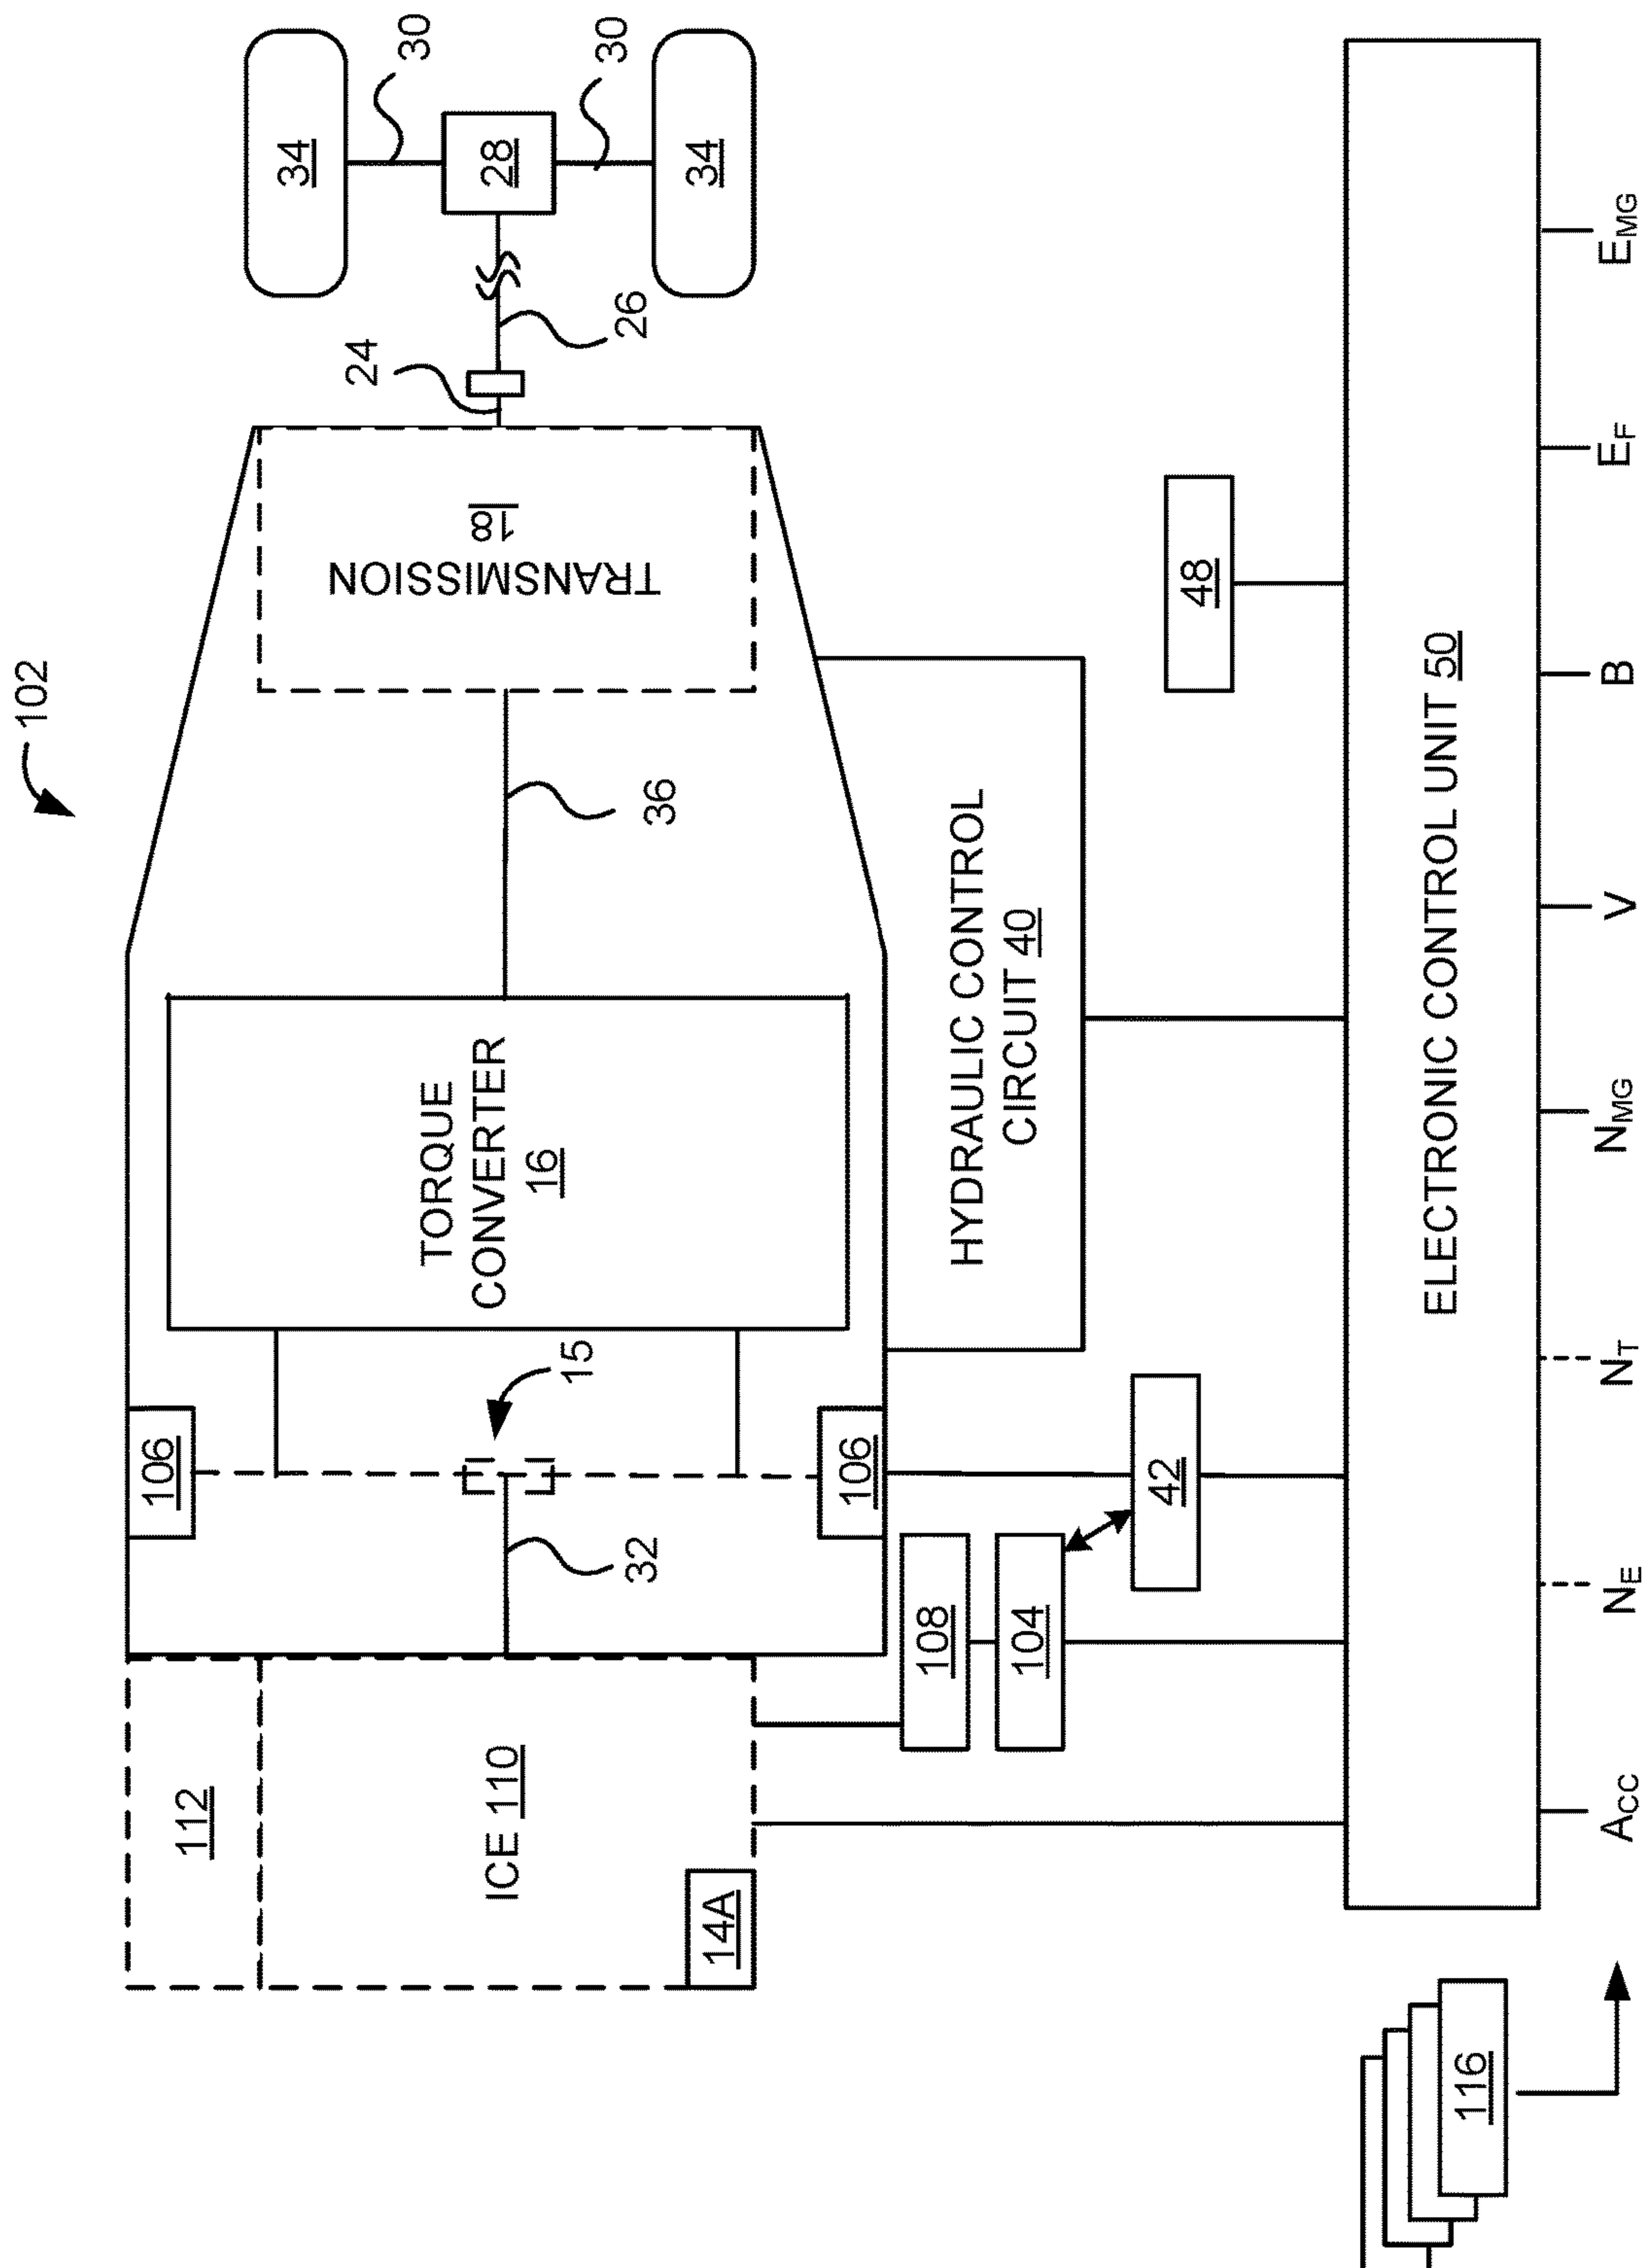 102
112
ICE 110
14A
106
15
32
106
TORQUE
CONVERTER
16
36
TRANSMISSION
18
24
26
28
30
30
34
34
HYDRAULIC CONTROL
CIRCUIT 40
108
104
42
48
ELECTRONIC CONTROL UNIT 50
116
ACC
NE
NT
NMG
V
B
EF
EMG